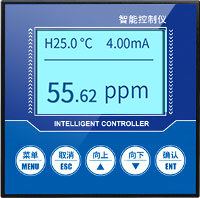 智能控制仪
H25.0 ℃ 4.00mA
55.62 ppm
INTELLIGENT CONTROLLER
菜单 取消 向上 向下 确认
MENU ESC ▲ ▼ ENT